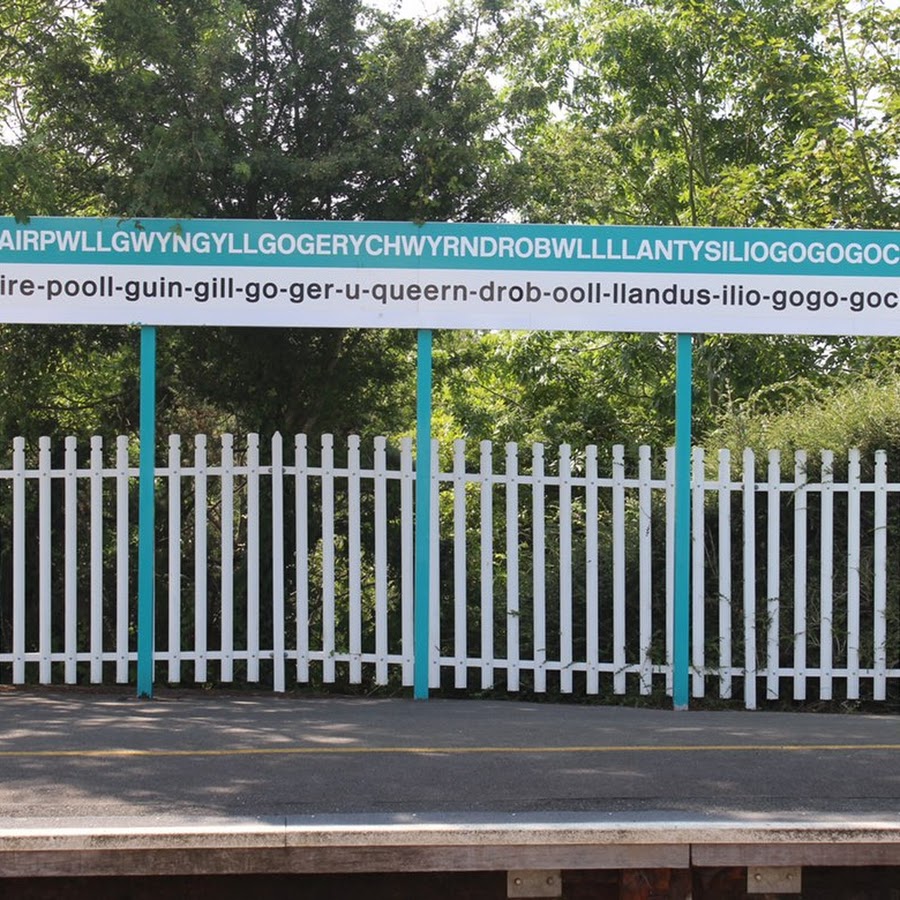 AIRPWLLGWYNGYLLGOGERYCHWYRNDROBWLLLLANTYSILIOGOGOGOC
ire-pooll-guin-gill-go-ger-u-queern-drob-ooll-llandus-ilio-gogo-goc